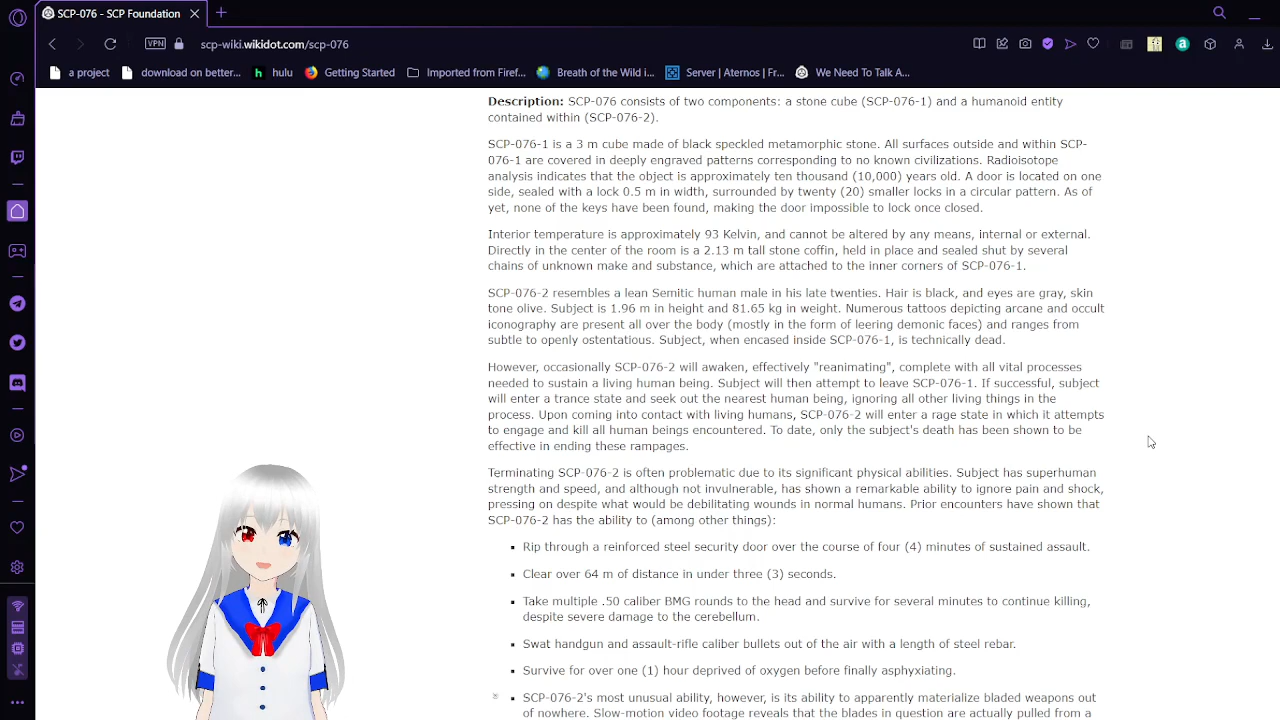 SCP-076 - SCP Foundation
VPN
scp-wiki.wikidot.com/scp-076
a project
download on better...
h
hulu
Getting Started
Imported from Firef...
Breath of the Wild i...
Server | Aternos | Fr...
We Need To Talk A...
a
Description: SCP-076 consists of two components: a stone cube (SCP-076-1) and a humanoid entity
contained within (SCP-076-2).
SCP-076-1 is a 3 m cube made of black speckled metamorphic stone. All surfaces outside and within SCP-
076-1 are covered in deeply engraved patterns corresponding to no known civilizations. Radioisotope
analysis indicates that the object is approximately ten thousand (10,000) years old. A door is located on one
side, sealed with a lock 0.5 m in width, surrounded by twenty (20) smaller locks in a circular pattern. As of
yet, none of the keys have been found, making the door impossible to lock once closed.
Interior temperature is approximately 93 Kelvin, and cannot be altered by any means, internal or external.
Directly in the center of the room is a 2.13 m tall stone coffin, held in place and sealed shut by several
chains of unknown make and substance, which are attached to the inner corners of SCP-076-1.
SCP-076-2 resembles a lean Semitic human male in his late twenties. Hair is black, and eyes are gray, skin
tone olive. Subject is 1.96 m in height and 81.65 kg in weight. Numerous tattoos depicting arcane and occult
iconography are present all over the body (mostly in the form of leering demonic faces) and ranges from
subtle to openly ostentatious. Subject, when encased inside SCP-076-1, is technically dead.
However, occasionally SCP-076-2 will awaken, effectively "reanimating", complete with all vital processes
needed to sustain a living human being. Subject will then attempt to leave SCP-076-1. If successful, subject
will enter a trance state and seek out the nearest human being, ignoring all other living things in the
process. Upon coming into contact with living humans, SCP-076-2 will enter a rage state in which it attempts
to engage and kill all human beings encountered. To date, only the subject's death has been shown to be
effective in ending these rampages.
Terminating SCP-076-2 is often problematic due to its significant physical abilities. Subject has superhuman
strength and speed, and although not invulnerable, has shown a remarkable ability to ignore pain and shock,
pressing on despite what would be debilitating wounds in normal humans. Prior encounters have shown that
SCP-076-2 has the ability to (among other things):
Rip through a reinforced steel security door over the course of four (4) minutes of sustained assault.
Clear over 64 m of distance in under three (3) seconds.
Take multiple .50 caliber BMG rounds to the head and survive for several minutes to continue killing,
despite severe damage to the cerebellum.
Swat handgun and assault-rifle caliber bullets out of the air with a length of steel rebar.
Survive for over one (1) hour deprived of oxygen before finally asphyxiating.
SCP-076-2's most unusual ability, however, is its ability to apparently materialize bladed weapons out
of nowhere. Slow-motion video footage reveals that the blades in question are actually pulled from a